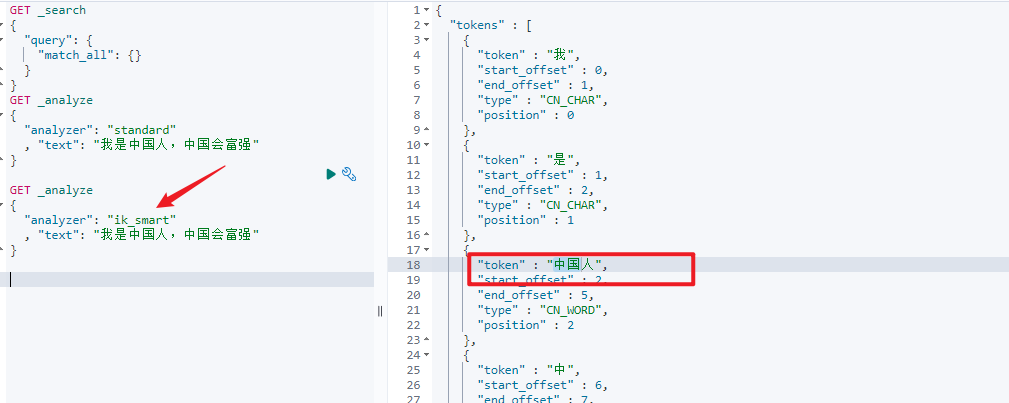 GET _search
{
"query": {
"match_all": {}
}
}
GET _analyze
{
"analyzer": "standard"
, "text": "我是中国人，中国会富强"
}
GET _analyze
{
"analyzer": "ik_smart"
, "text": "我是中国人，中国会富强"
}
1 {
2 "tokens" : [
3 {
4 "token" : "我",
5 "start_offset" : 0,
6 "end_offset" : 1,
7 "type" : "CN_CHAR",
8 "position" : 0
9 },
10 {
11 "token" : "是",
12 "start_offset" : 1,
13 "end_offset" : 2,
14 "type" : "CN_CHAR",
15 "position" : 1
16 },
17 {
18 "token" : "中国人",
19 "start_offset" : 2,
20 "end_offset" : 5,
21 "type" : "CN_WORD",
22 "position" : 2
23 },
24 {
25 "token" : "中",
26 "start_offset" : 6,
27 "end_offset" : 7,